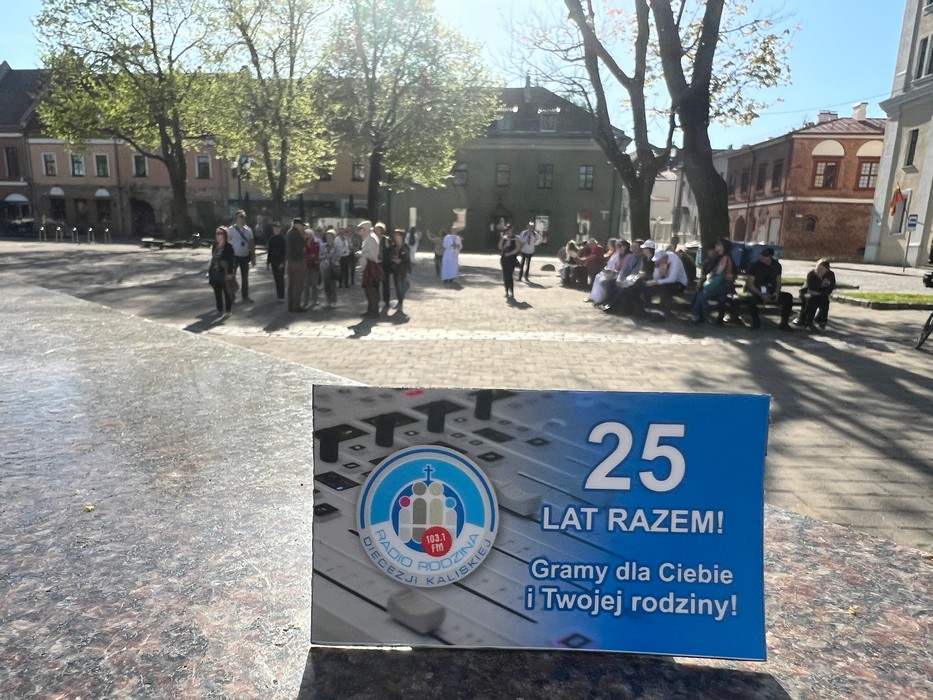 25
LAT RAZEM!
Gramy dla Ciebie
i Twojej rodziny!
103.1
FM
RADIO RODZINA
DIECEZJI KALISKIEJ